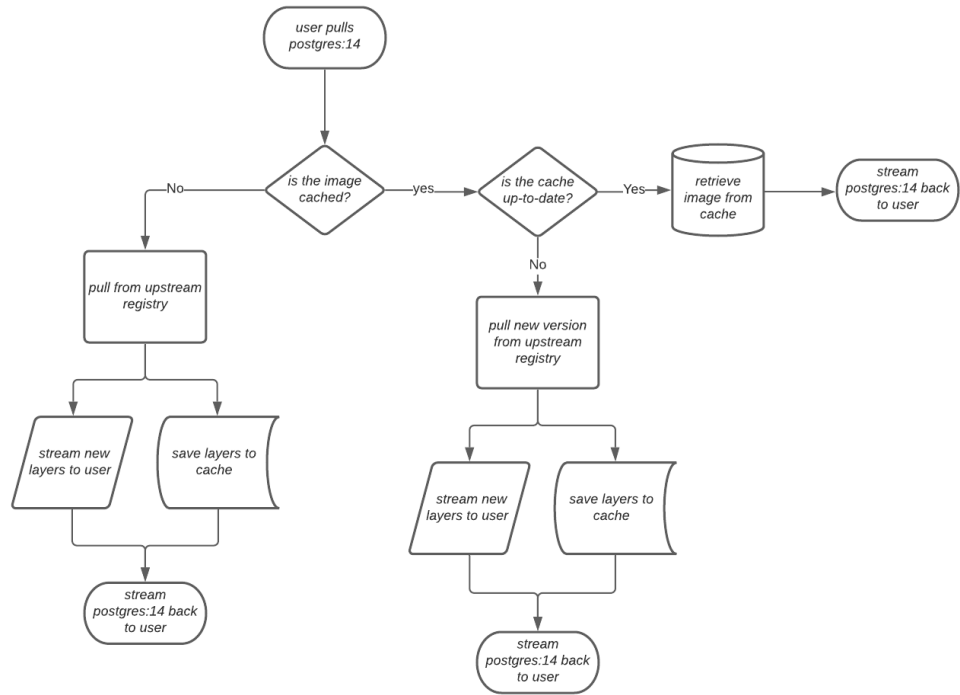 user pulls
postgres:14
is the image
cached?
No
yes
is the cache
up-to-date?
Yes
retrieve
image from
cache
stream
postgres:14 back
to user
No
pull from upstream
registry
pull new version
from upstream
registry
stream new
layers to user
save layers to
cache
stream new
layers to user
save layers to
cache
stream
postgres:14 back
to user
stream
postgres:14 back
to user